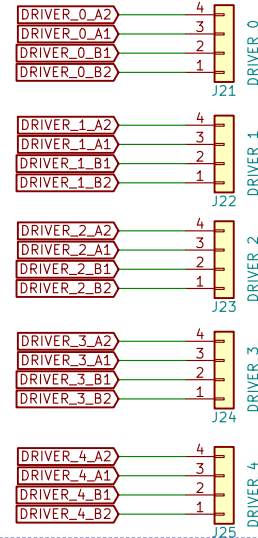 DRIVER_0_A2 4
DRIVER_0_A1 3
DRIVER_0_B1 2
DRIVER_0_B2 1
J21
DRIVER 0
DRIVER_1_A2 4
DRIVER_1_A1 3
DRIVER_1_B1 2
DRIVER_1_B2 1
J22
DRIVER 1
DRIVER_2_A2 4
DRIVER_2_A1 3
DRIVER_2_B1 2
DRIVER_2_B2 1
J23
DRIVER 2
DRIVER_3_A2 4
DRIVER_3_A1 3
DRIVER_3_B1 2
DRIVER_3_B2 1
J24
DRIVER 3
DRIVER_4_A2 4
DRIVER_4_A1 3
DRIVER_4_B1 2
DRIVER_4_B2 1
J25
DRIVER 4